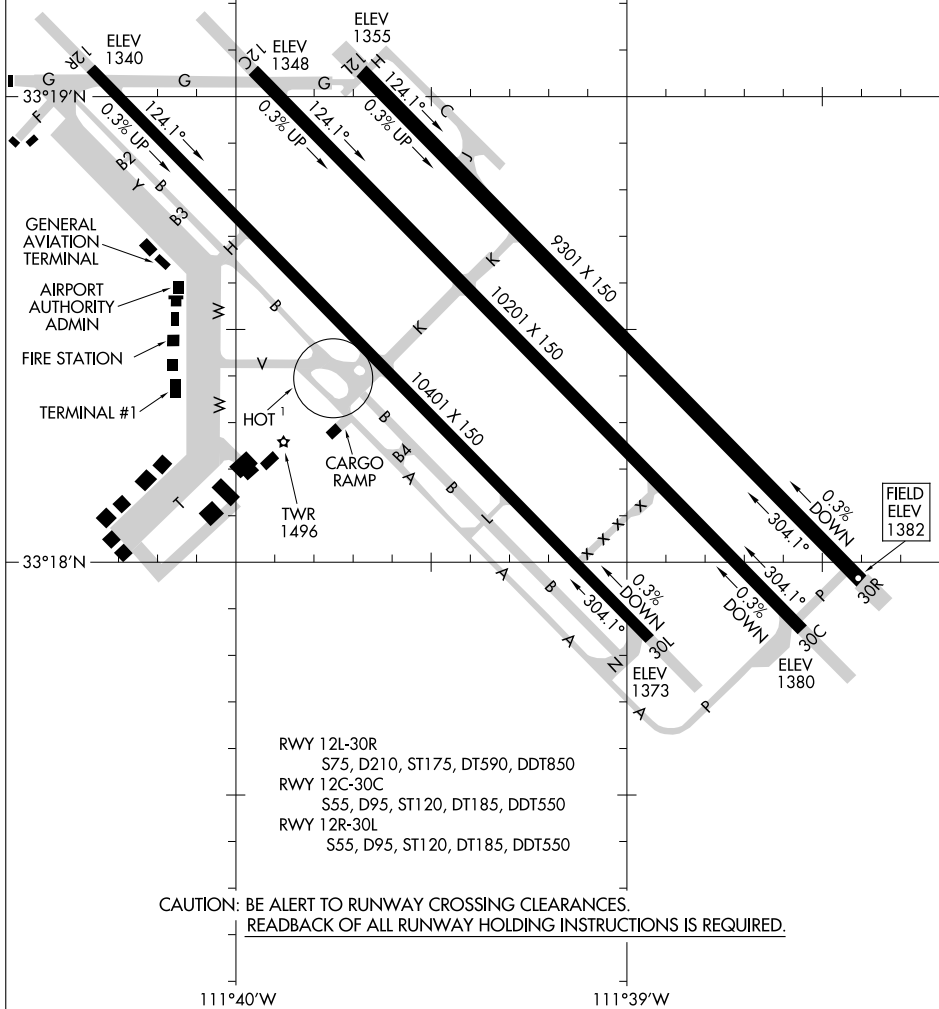 ELEV
1340
ELEV
1348
ELEV
1355
12R
12C
12L
H
G
G
G
C
33°19'N
F
124.1°
0.3% UP
124.1°
0.3% UP
124.1°
0.3% UP
J
B2
Y
B
B3
GENERAL
AVIATION
TERMINAL
H
K
9301 X 150
AIRPORT
AUTHORITY
ADMIN
W
B
10201 X 150
K
FIRE STATION
V
10401 X 150
TERMINAL #1
W
HOT 1
B
CARGO
RAMP
B4
A
B
T
TWR
1496
L
X X X X
0.3%
DOWN
304.1°
FIELD
ELEV
1382
33°18'N
A
B
0.3%
DOWN
304.1°
304.1°
0.3%
DOWN
P
30R
A
N
30L
30C
ELEV
1373
ELEV
1380
A
P
RWY 12L-30R
S75, D210, ST175, DT590, DDT850
RWY 12C-30C
S55, D95, ST120, DT185, DDT550
RWY 12R-30L
S55, D95, ST120, DT185, DDT550
CAUTION: BE ALERT TO RUNWAY CROSSING CLEARANCES.
READBACK OF ALL RUNWAY HOLDING INSTRUCTIONS IS REQUIRED.
111°40'W
111°39'W